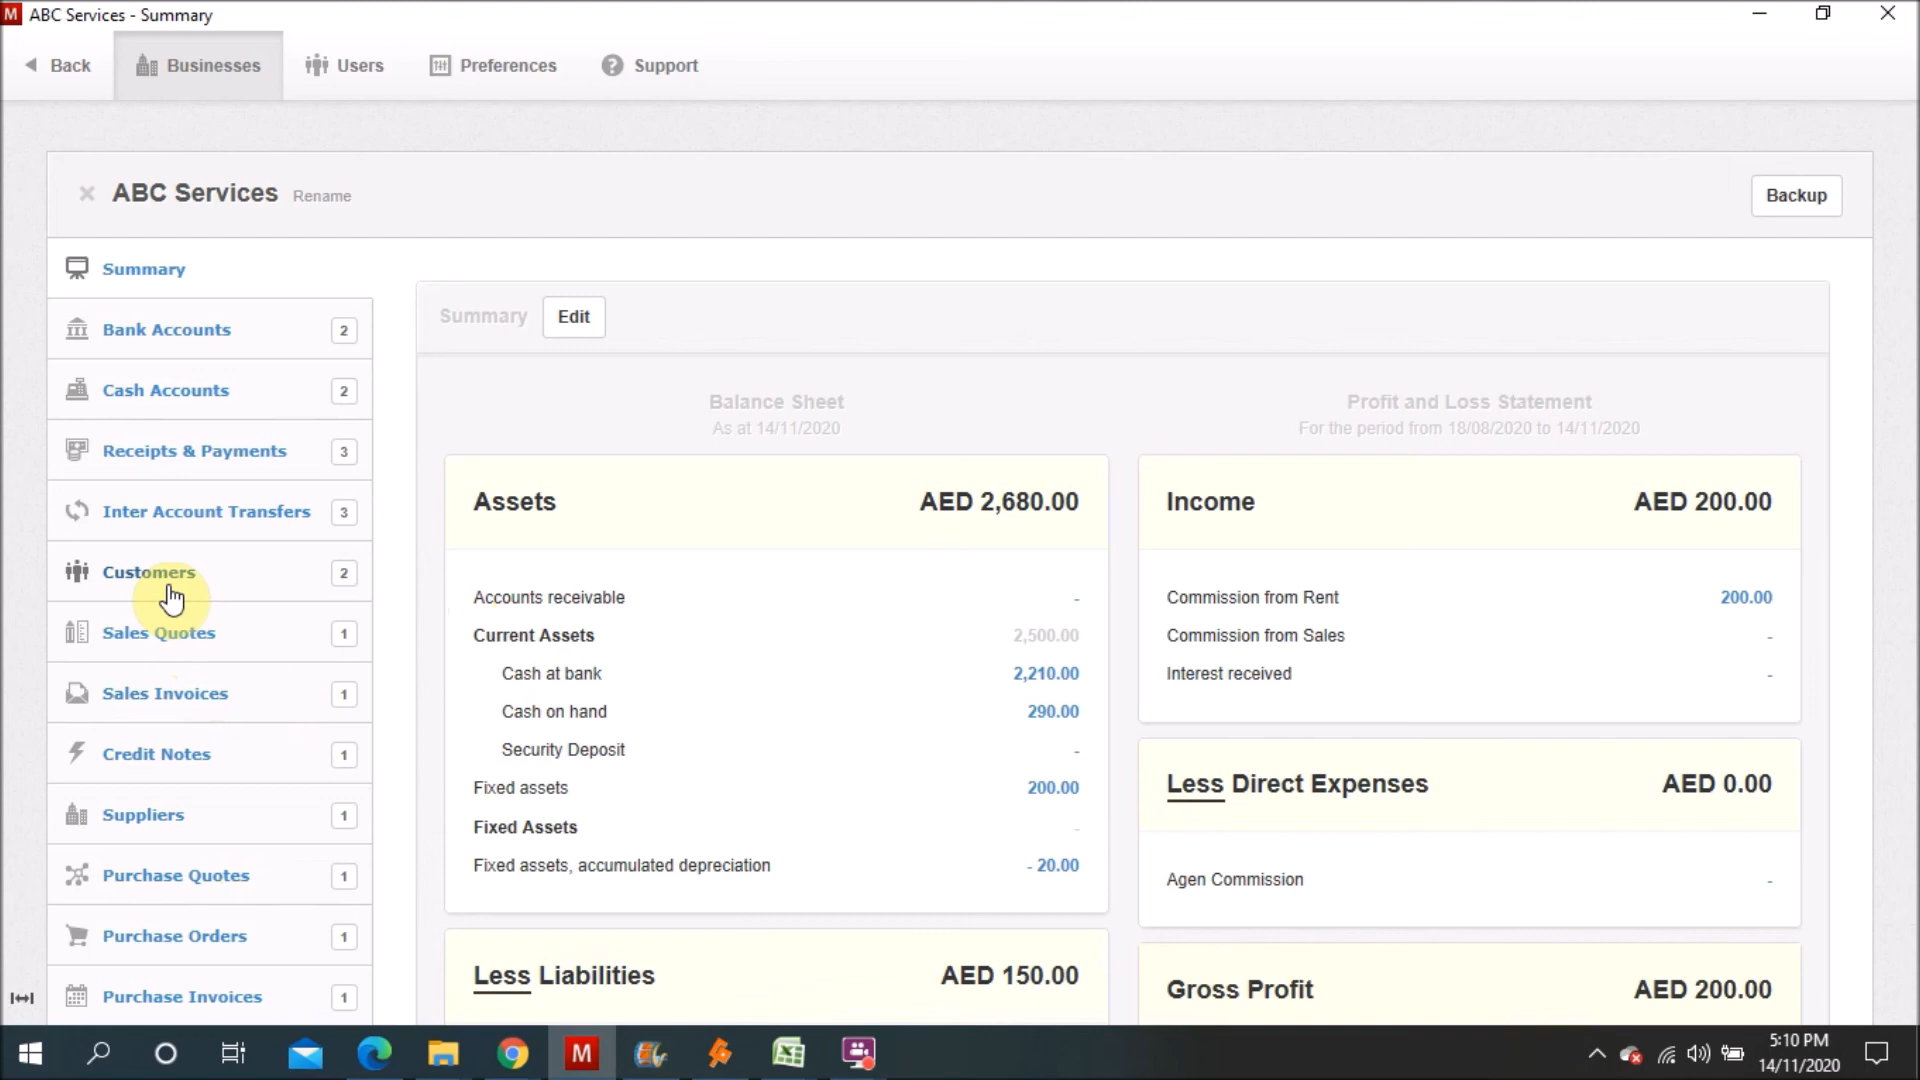 M ABC Services - Summary
Back Businesses Users Preferences ? Support
ABC Services Rename
Backup
Summary
Bank Accounts 2
Cash Accounts 2
Receipts & Payments 3
Inter Account Transfers 3
Customers 2
Sales Quotes 1
Sales Invoices 1
Credit Notes 1
Suppliers 1
Purchase Quotes 1
Purchase Orders 1
Purchase Invoices 1
Summary Edit
Balance Sheet
As at 14/11/2020
Assets AED 2,680.00
Accounts receivable -
Current Assets 2,500.00
Cash at bank 2,210.00
Cash on hand 290.00
Security Deposit -
Fixed assets 200.00
Fixed Assets -
Fixed assets, accumulated depreciation - 20.00
Less Liabilities AED 150.00
Profit and Loss Statement
For the period from 18/08/2020 to 14/11/2020
Income AED 200.00
Commission from Rent 200.00
Commission from Sales -
Interest received -
Less Direct Expenses AED 0.00
Agen Commission -
Gross Profit AED 200.00
M
5:10 PM
14/11/2020